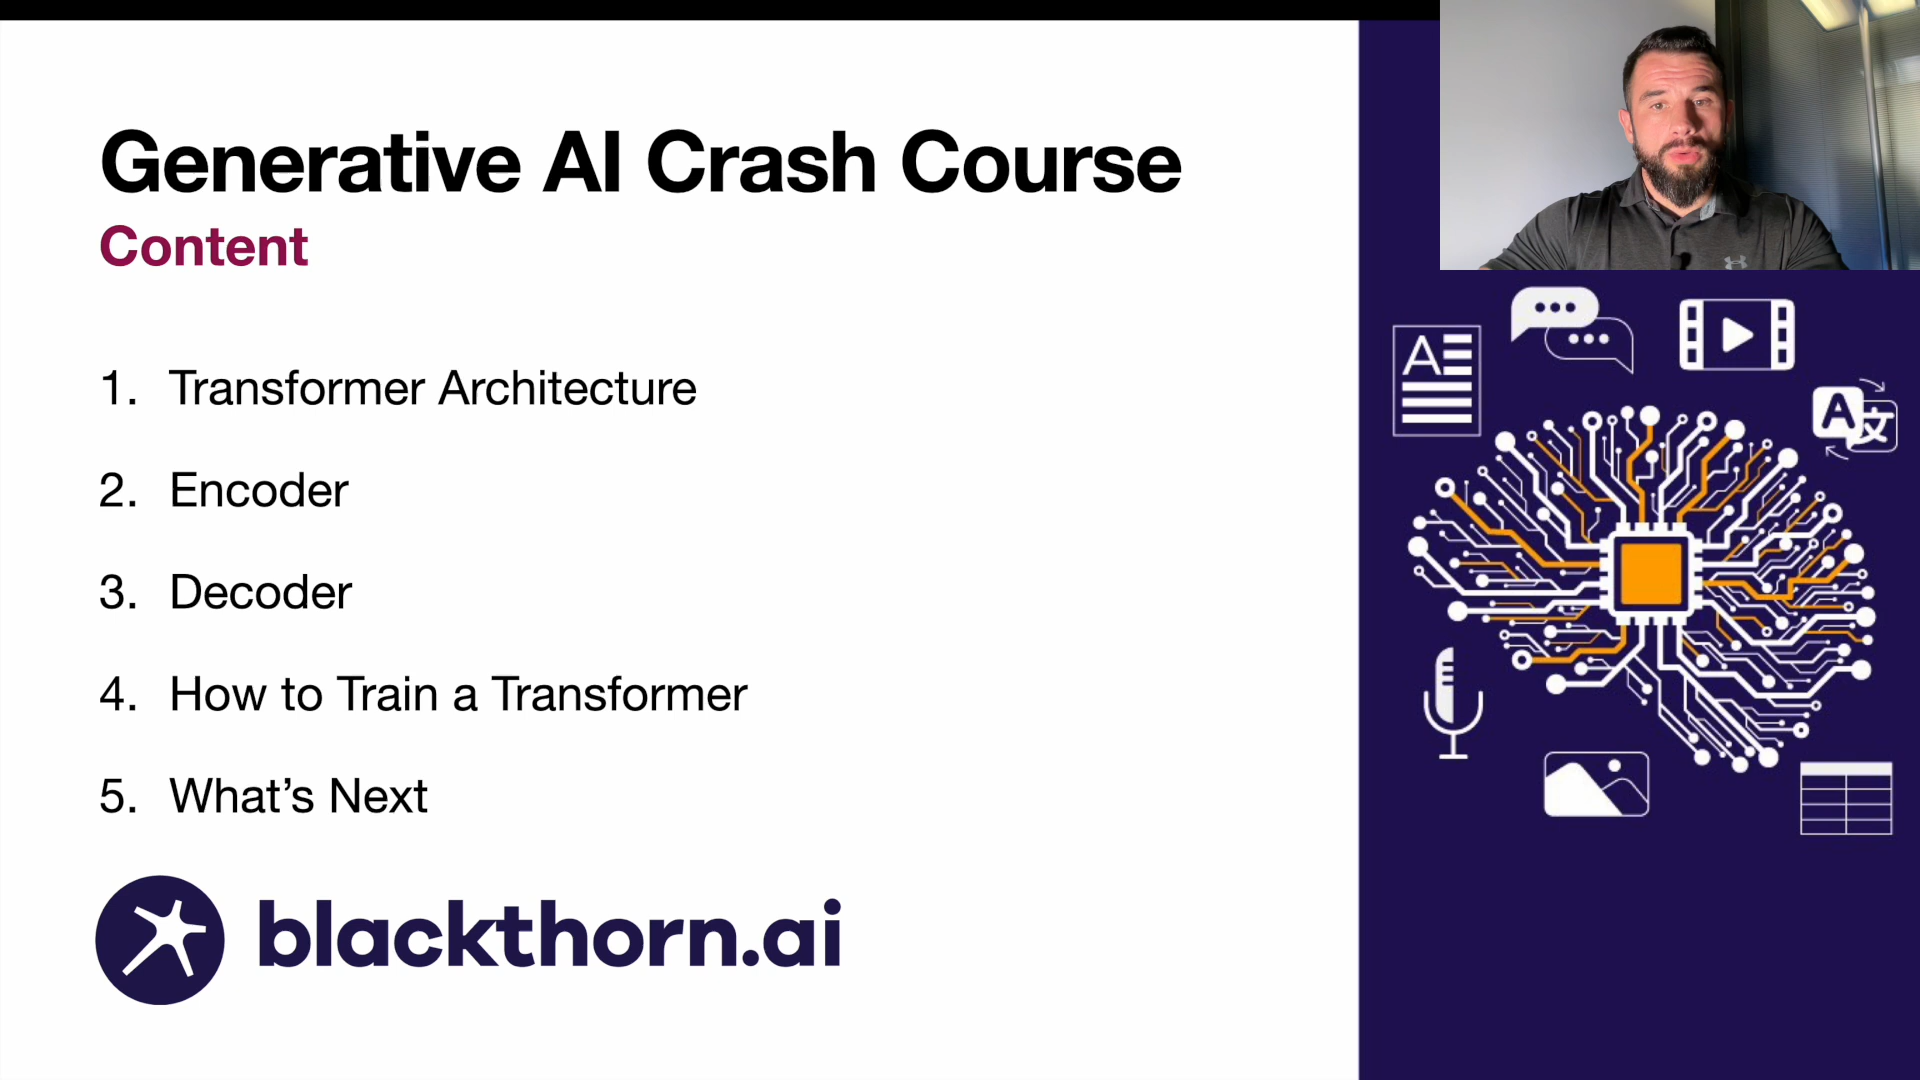 Generative AI Crash Course
Content
1. Transformer Architecture
2. Encoder
3. Decoder
4. How to Train a Transformer
5. What’s Next
blackthorn.ai
A
A 文